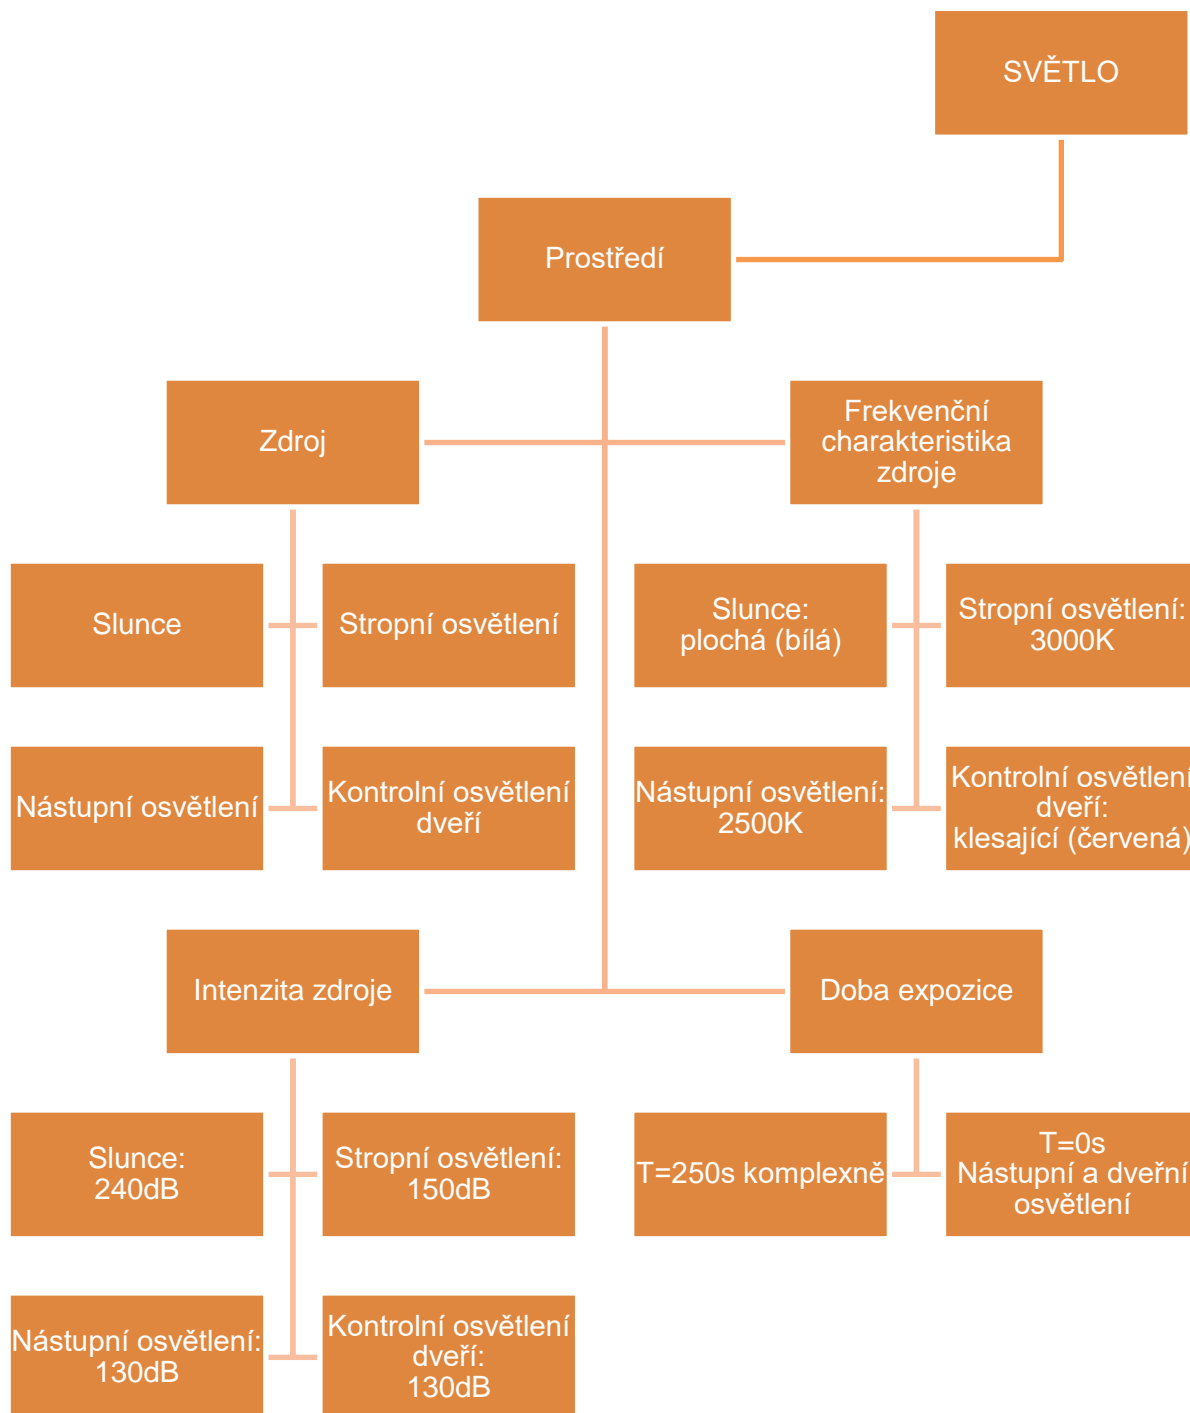 SVĚTLO
Prostředí
Zdroj
Frekvenční
charakteristika
zdroje
Slunce
Stropní osvětlení
Slunce:
plochá (bílá)
Stropní osvětlení:
3000K
Nástupní osvětlení
Kontrolní osvětlení
dveří
Nástupní osvětlení:
2500K
Kontrolní osvětlení
dveří:
klesající (červená)
Intenzita zdroje
Doba expozice
Slunce:
240dB
Stropní osvětlení:
150dB
T=250s komplexně
T=0s
Nástupní a dveřní
osvětlení
Nástupní osvětlení:
130dB
Kontrolní osvětlení
dveří:
130dB